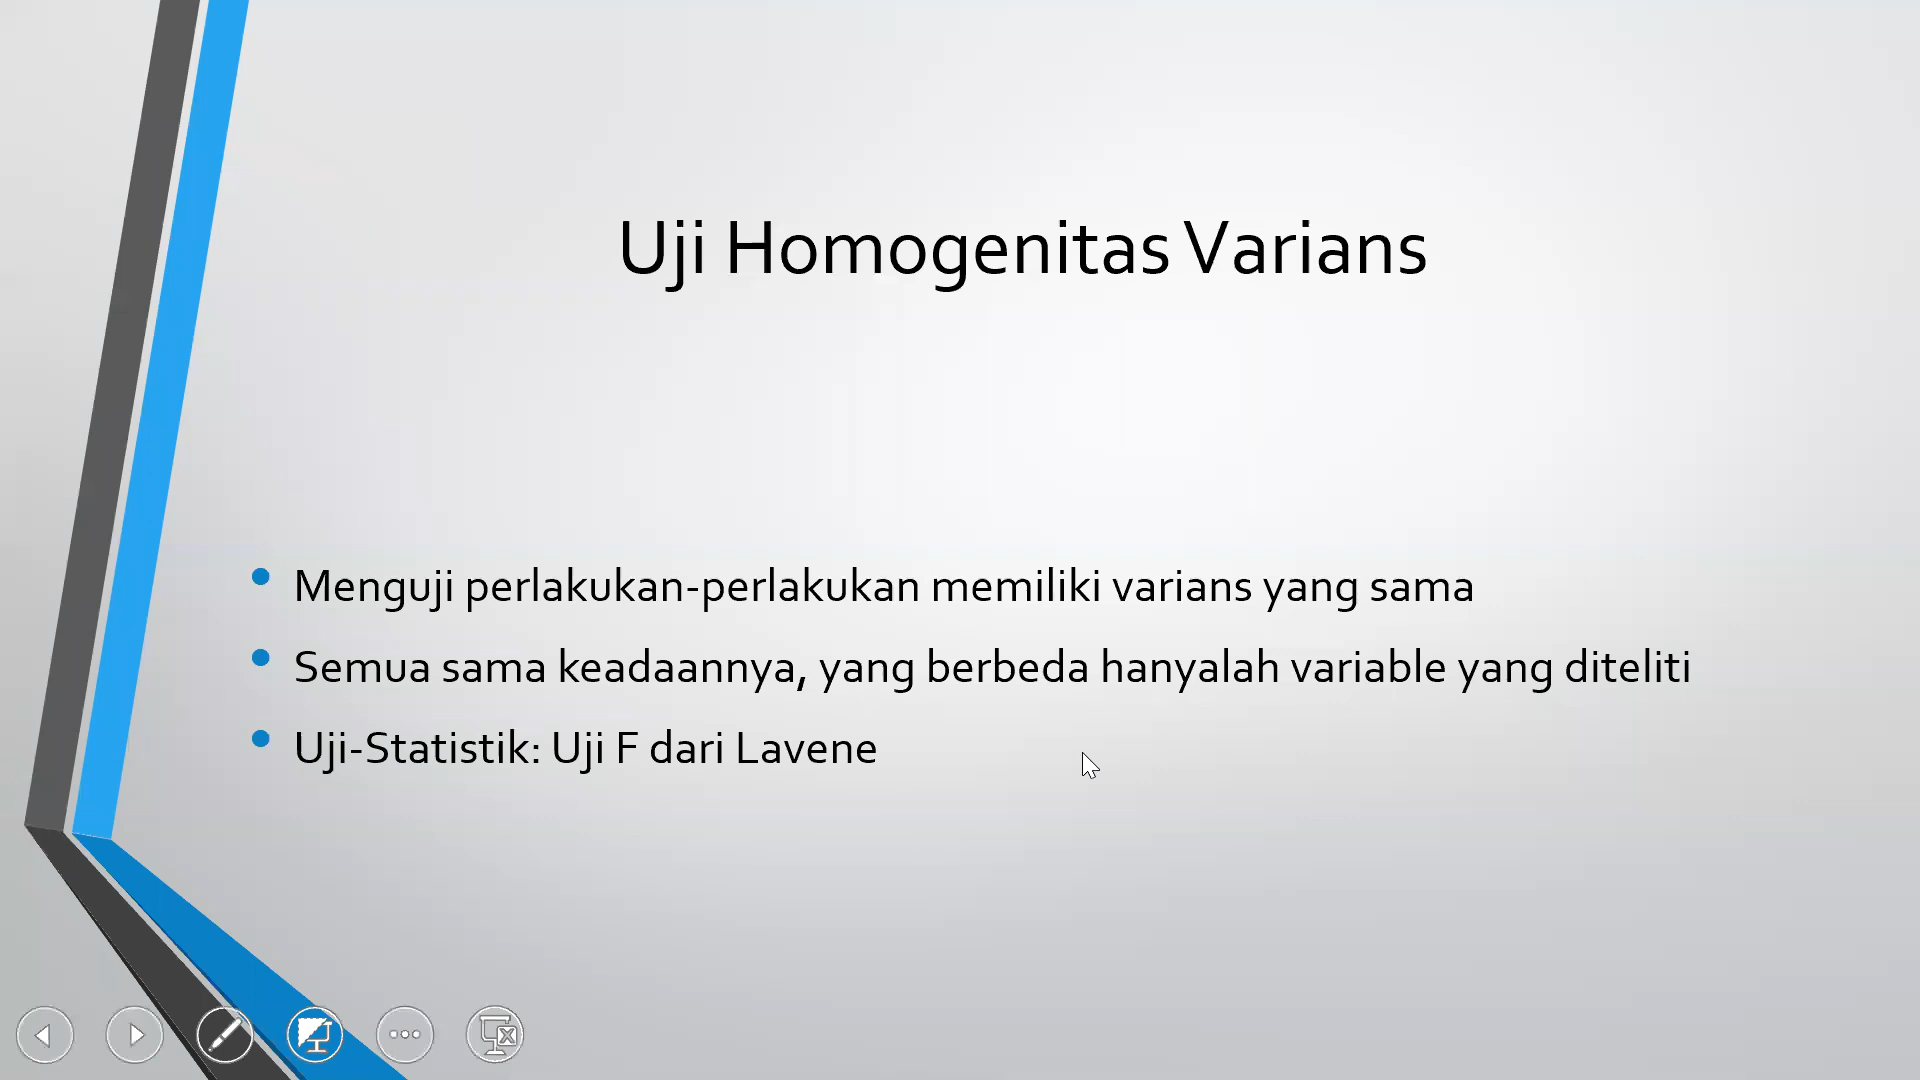 Uji Homogenitas Varians
Menguji perlakukan-perlakukan memiliki varians yang sama
Semua sama keadaannya, yang berbeda hanyalah variable yang diteliti
Uji-Statistik: Uji F dari Lavene